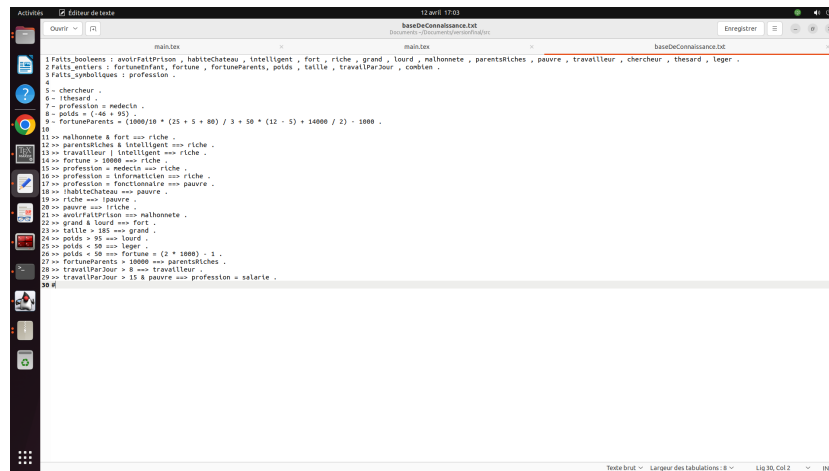 Activités Éditeur de texte 12 avril 17:03
Ouvrir baseDeConnaissance.txt Enregistrer
Documents ~/Documents/versionfinal/src
main.tex × main.tex × baseDeConnaissance.txt ×
1 Faits_booleens : avoirFaitPrison , habiteChateau , intelligent , fort , riche , grand , lourd , malhonnete , parentsRiches , pauvre , travailleur , chercheur , thesard , leger .
2 Faits_entiers : fortuneEnfant, fortune , fortuneParents, poids , taille , travailParJour , combien .
3 Faits_symboliques : profession .
4
5 ~ chercheur .
6 ~ !thesard .
7 ~ profession = medecin .
8 ~ poids = (-46 + 95) .
9 ~ fortuneParents = (1000/10 * (25 + 5 + 80) / 3 + 50 * (12 - 5) + 14000 / 2) - 1000 .
10
11 >> malhonnete & fort ==> riche .
12 >> parentsRiches & intelligent ==> riche .
13 >> travailleur | intelligent ==> riche .
14 >> fortune > 10000 ==> riche .
15 >> profession = medecin ==> riche .
16 >> profession = informaticien ==> riche .
17 >> profession = fonctionnaire ==> pauvre .
18 >> !habiteChateau ==> pauvre .
19 >> riche ==> !pauvre .
20 >> pauvre ==> !riche .
21 >> avoirFaitPrison ==> malhonnete .
22 >> grand & lourd ==> fort .
23 >> taille > 185 ==> grand .
24 >> poids > 95 ==> lourd .
25 >> poids < 50 ==> leger .
26 >> poids < 50 ==> fortune = (2 * 1000) - 1 .
27 >> fortuneParents > 10000 ==> parentsRiches .
28 >> travailParJour > 8 ==> travailleur .
29 >> travailParJour > 15 & pauvre ==> profession = salarie .
30 #
Texte brut Largeur des tabulations : 8 Lig 30, Col 2 IN